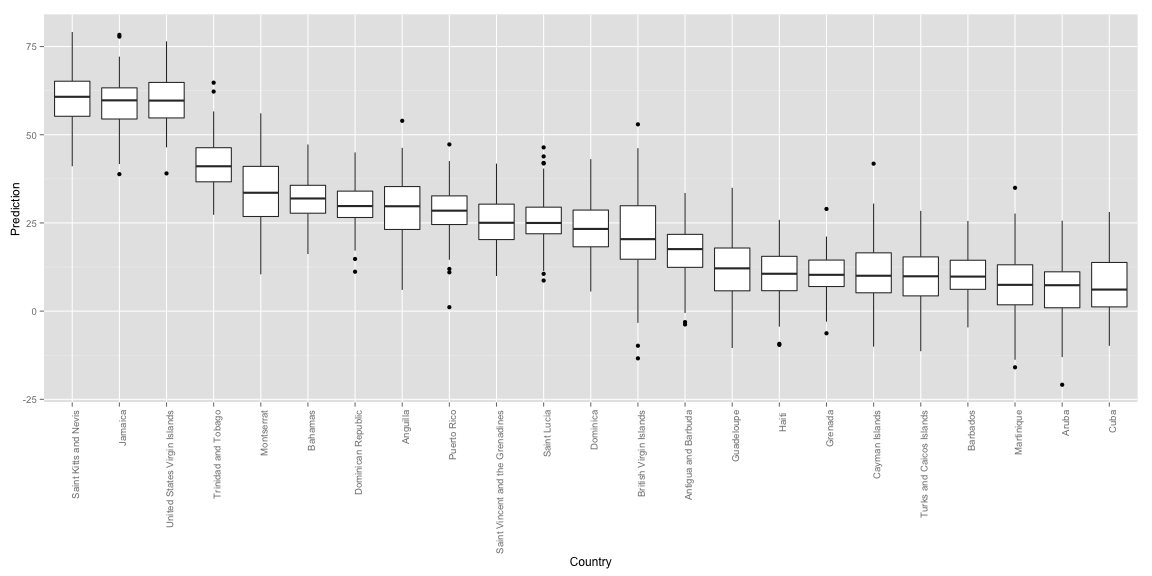 Prediction
75
50
25
0
-25
Saint Kitts and Nevis
Jamaica
United States Virgin Islands
Trinidad and Tobago
Montserrat
Bahamas
Dominican Republic
Anguilla
Puerto Rico
Saint Vincent and the Grenadines
Saint Lucia
Dominica
British Virgin Islands
Antigua and Barbuda
Guadeloupe
Haiti
Grenada
Cayman Islands
Turks and Caicos Islands
Barbados
Martinique
Aruba
Cuba
Country